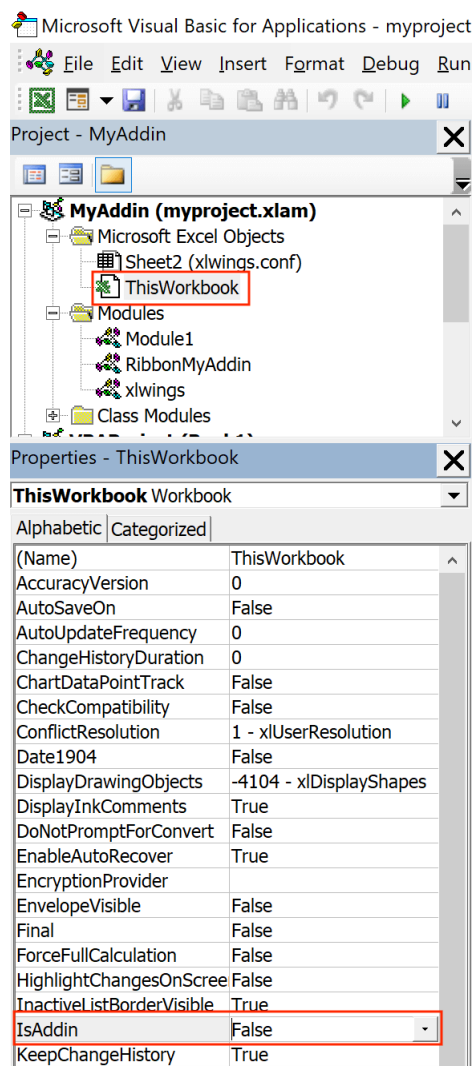 Microsoft Visual Basic for Applications - myproject
File Edit View Insert Format Debug Run
Project - MyAddin
MyAddin (myproject.xlam)
Microsoft Excel Objects
Sheet2 (xlwings.conf)
ThisWorkbook
Modules
Module1
RibbonMyAddin
xlwings
Class Modules
Properties - ThisWorkbook
ThisWorkbook Workbook
Alphabetic Categorized
(Name) ThisWorkbook
AccuracyVersion 0
AutoSaveOn False
AutoUpdateFrequency 0
ChangeHistoryDuration 0
ChartDataPointTrack False
CheckCompatibility False
ConflictResolution 1 - xlUserResolution
Date1904 False
DisplayDrawingObjects -4104 - xlDisplayShapes
DisplayInkComments True
DoNotPromptForConvert False
EnableAutoRecover True
EncryptionProvider
EnvelopeVisible False
Final False
ForceFullCalculation False
HighlightChangesOnScree False
InactiveListBorderVisible True
IsAddin False
KeepChangeHistory True